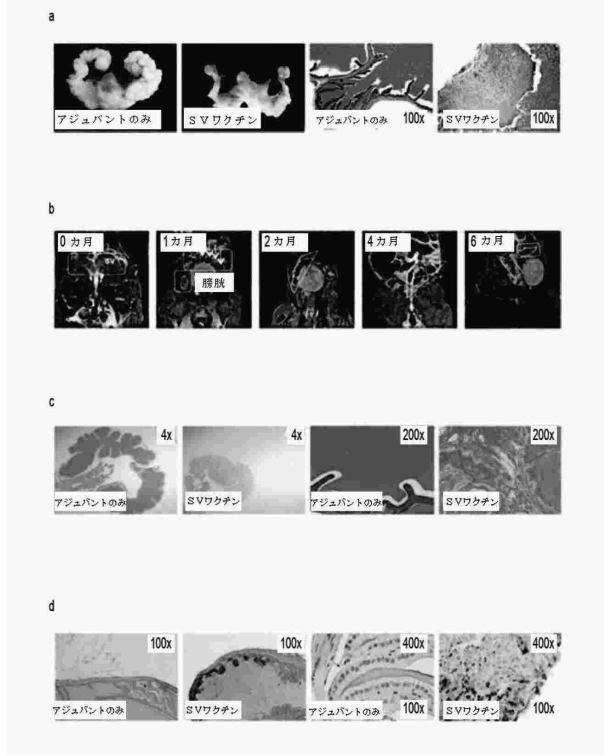 a
アジュバントのみ
SVワクチン
アジュバントのみ 100x
SVワクチン 100x
b
0 カ月
1 カ月
膀胱
2 カ月
4 カ月
6 カ月
c
4x
アジュバントのみ
4x
SVワクチン
200x
アジュバントのみ
200x
SVワクチン
d
100x
アジュバントのみ
100x
SVワクチン
400x
アジュバントのみ 100x
400x
SVワクチン 100x